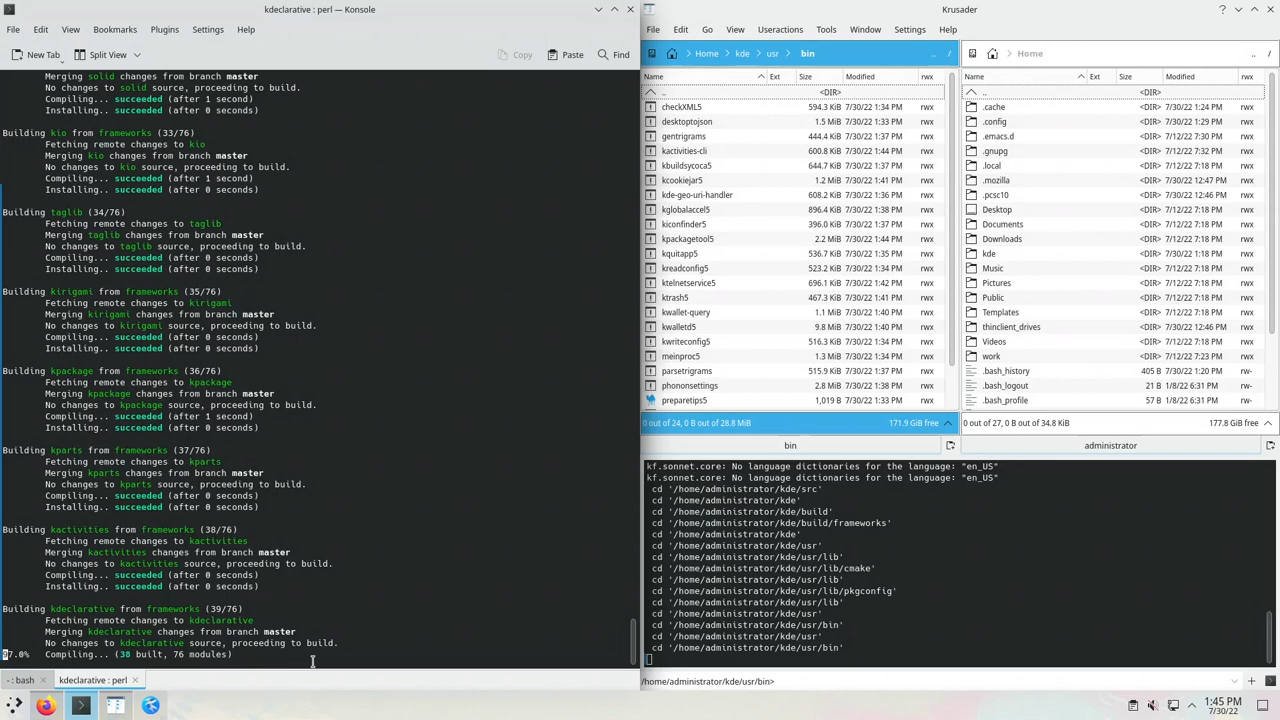 kdeclarative : perl — Konsole
File Edit View Bookmarks Plugins Settings Help
New Tab Split View Copy Paste Find
Merging solid changes from branch master
No changes to solid source, proceeding to build.
Compiling.. succeeded (after 1 second)
Installing.. succeeded (after 0 seconds)
Building kio from frameworks (33/76)
Fetching remote changes to kio
Merging kio changes from branch master
No changes to kio source, proceeding to build.
Compiling.. succeeded (after 1 second)
Installing.. succeeded (after 0 seconds)
Building taglib (34/76)
Fetching remote changes to taglib
Merging taglib changes from branch master
No changes to taglib source, proceeding to build.
Compiling.. succeeded (after 0 seconds)
Installing.. succeeded (after 0 seconds)
Building kirigami from frameworks (35/76)
Fetching remote changes to kirigami
Merging kirigami changes from branch master
No changes to kirigami source, proceeding to build.
Compiling.. succeeded (after 0 seconds)
Installing.. succeeded (after 0 seconds)
Building kpackage from frameworks (36/76)
Fetching remote changes to kpackage
Merging kpackage changes from branch master
No changes to kpackage source, proceeding to build.
Compiling.. succeeded (after 1 second)
Installing.. succeeded (after 0 seconds)
Building kparts from frameworks (37/76)
Fetching remote changes to kparts
Merging kparts changes from branch master
No changes to kparts source, proceeding to build.
Compiling.. succeeded (after 0 seconds)
Installing.. succeeded (after 0 seconds)
Building kactivities from frameworks (38/76)
Fetching remote changes to kactivities
Merging kactivities changes from branch master
No changes to kactivities source, proceeding to build.
Compiling.. succeeded (after 0 seconds)
Installing.. succeeded (after 0 seconds)
Building kdeclarative from frameworks (39/76)
Fetching remote changes to kdeclarative
Merging kdeclarative changes from branch master
No changes to kdeclarative source, proceeding to build.
7.0% Compiling... (38 built, 76 modules)
- : bash kdeclarative : perl
Krusader
File Edit View Go Useractions Tools Window Settings Help
Home kde usr bin .. /
Name Ext Size Modified rwx
.. <DIR>
checkXML5 594.3 KiB 7/30/22 1:34 PM rwx
desktoptojson 1.5 MiB 7/30/22 1:33 PM rwx
gentrigrams 444.4 KiB 7/30/22 1:37 PM rwx
kactivities-cli 600.8 KiB 7/30/22 1:44 PM rwx
kbuildsycoca5 644.7 KiB 7/30/22 1:37 PM rwx
kcookiejar5 1.2 MiB 7/30/22 1:41 PM rwx
kde-geo-uri-handler 608.2 KiB 7/30/22 1:36 PM rwx
kglobalaccel5 896.4 KiB 7/30/22 1:38 PM rwx
kiconfinder5 396.0 KiB 7/30/22 1:37 PM rwx
kpackagetool5 2.2 MiB 7/30/22 1:44 PM rwx
kquitapp5 536.7 KiB 7/30/22 1:35 PM rwx
kreadconfig5 523.2 KiB 7/30/22 1:34 PM rwx
ktelnetservice5 696.1 KiB 7/30/22 1:42 PM rwx
ktrash5 467.3 KiB 7/30/22 1:41 PM rwx
kwallet-query 1.1 MiB 7/30/22 1:40 PM rwx
kwalletd5 9.8 MiB 7/30/22 1:40 PM rwx
kwriteconfig5 516.3 KiB 7/30/22 1:34 PM rwx
meinproc5 1.3 MiB 7/30/22 1:34 PM rwx
parsetrigrams 515.9 KiB 7/30/22 1:37 PM rwx
phononsettings 2.8 MiB 7/30/22 1:38 PM rwx
preparetips5 1,019 B 7/30/22 1:33 PM rwx
0 out of 24, 0 B out of 28.8 MiB 171.9 GiB free
bin
Home .. /
Name Ext Size Modified rwx
.. <DIR>
.cache <DIR> 7/30/22 1:24 PM rwx
.config <DIR> 7/30/22 1:29 PM rwx
.emacs.d <DIR> 7/12/22 7:30 PM rwx
.gnupg <DIR> 7/12/22 7:32 PM rwx
.local <DIR> 7/12/22 7:18 PM rwx
.mozilla <DIR> 7/30/22 12:47 PM rwx
.pcsc10 <DIR> 7/30/22 12:46 PM rwx
Desktop <DIR> 7/12/22 7:18 PM rwx
Documents <DIR> 7/12/22 7:18 PM rwx
Downloads <DIR> 7/12/22 7:18 PM rwx
kde <DIR> 7/12/22 7:18 PM rwx
Music <DIR> 7/12/22 7:18 PM rwx
Pictures <DIR> 7/12/22 7:18 PM rwx
Public <DIR> 7/12/22 7:18 PM rwx
Templates <DIR> 7/12/22 7:18 PM rwx
thinclient_drives <DIR> 7/30/22 12:46 PM rwx
Videos <DIR> 7/12/22 7:18 PM rwx
work <DIR> 7/12/22 7:23 PM rwx
.bash_history 405 B 7/30/22 1:20 PM rw-
.bash_logout 21 B 1/8/22 6:31 PM rw-
.bash_profile 57 B 1/8/22 6:31 PM rw-
0 out of 27, 0 B out of 34.8 KiB 177.8 GiB free
administrator
kf.sonnet.core: No language dictionaries for the language: "en_US"
kf.sonnet.core: No language dictionaries for the language: "en_US"
cd '/home/administrator/kde/src'
cd '/home/administrator/kde'
cd '/home/administrator/kde/build'
cd '/home/administrator/kde/build/frameworks'
cd '/home/administrator/kde'
cd '/home/administrator/kde/usr'
cd '/home/administrator/kde/usr/lib'
cd '/home/administrator/kde/usr/lib/cmake'
cd '/home/administrator/kde/usr/lib'
cd '/home/administrator/kde/usr/lib/pkgconfig'
cd '/home/administrator/kde/usr/lib'
cd '/home/administrator/kde/usr'
cd '/home/administrator/kde/usr/bin'
cd '/home/administrator/kde/usr'
cd '/home/administrator/kde/usr/bin'
/home/administrator/kde/usr/bin>
1:45 PM
7/30/22